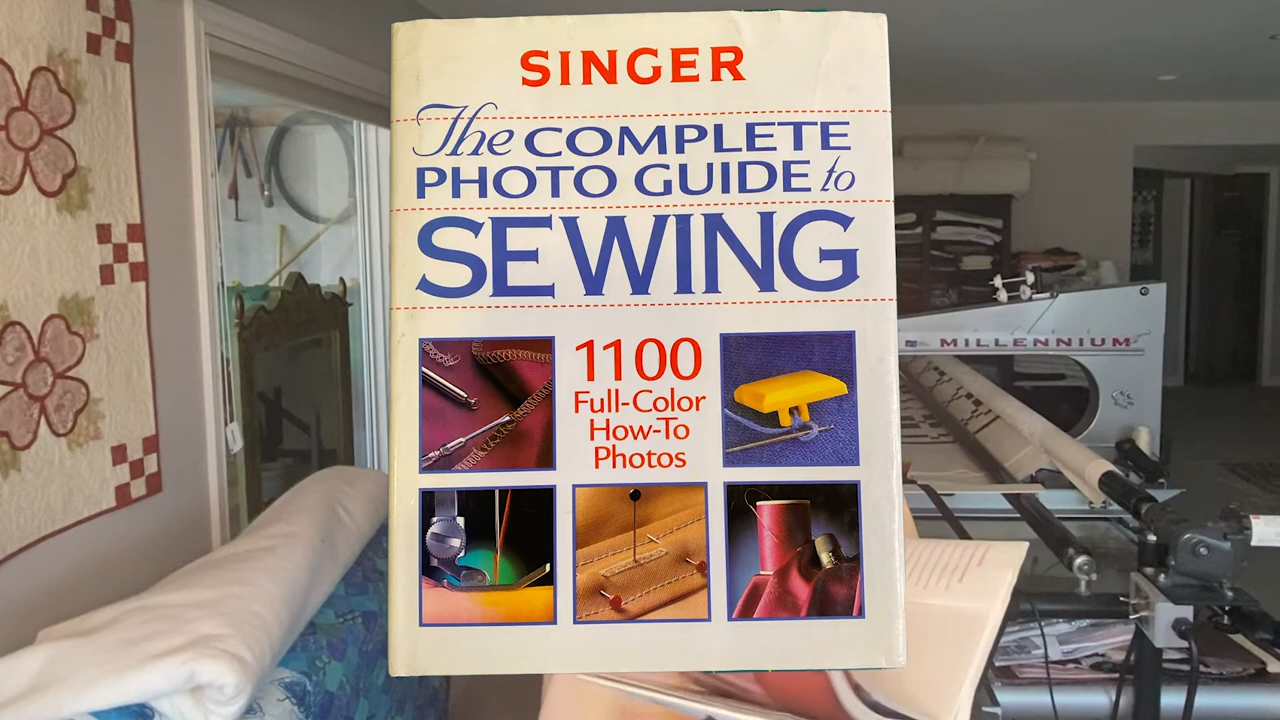 SINGER
The COMPLETE
PHOTO GUIDE to
SEWING
1100
Full-Color
How-To
Photos
MILLENNIUM